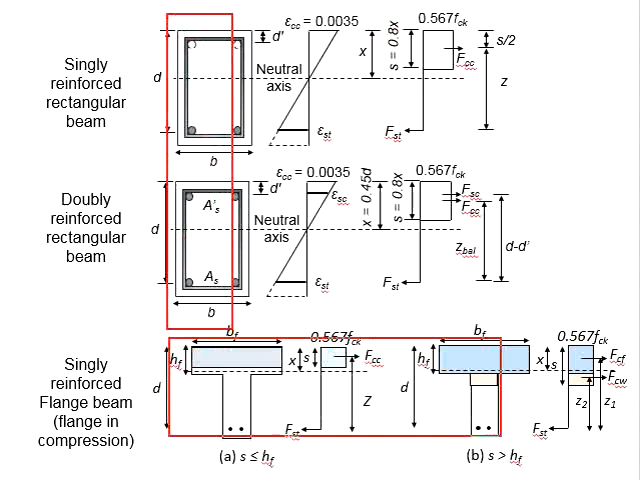 Singly
reinforced
rectangular
beam
d
b
d'
Neutral
axis
εcc = 0.0035
εst
x
s = 0.8x
0.567fck
Fcc
Fst
s/2
z
Doubly
reinforced
rectangular
beam
d
A's
As
b
d'
Neutral
axis
εcc = 0.0035
εsc
εst
x = 0.45d
s = 0.8x
0.567fck
Fsc
Fcc
Fst
zbal
d-d'
Singly
reinforced
Flange beam
(flange in
compression)
bf
hf
d
x
s
0.567fck
Fcc
Fst
z
(a) s ≤ hf
bf
hf
d
x
s
0.567fck
Fcf
Fcw
Fst
z2
z1
(b) s > hf